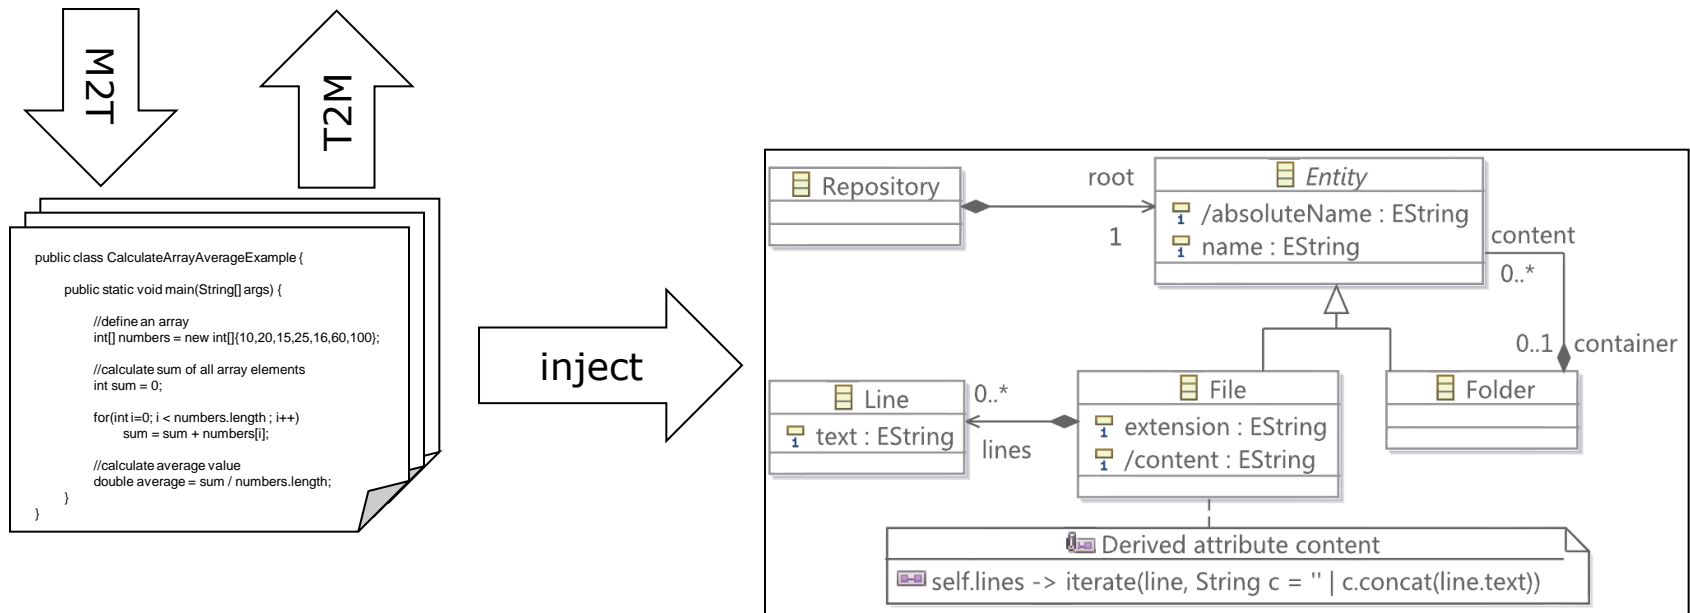 M2T
T2M
public class CalculateArrayAverageExample {
public static void main(String[] args) {
//define an array
int[] numbers = new int[]{10,20,15,25,16,60,100};
//calculate sum of all array elements
int sum = 0;
for(int i=0; i < numbers.length ; i++)
sum = sum + numbers[i];
//calculate average value
double average = sum / numbers.length;
}
}
inject
Repository
root
1
Entity
/absoluteName : EString
name : EString
content
0..*
0..1
container
Line
text : EString
0..*
lines
File
extension : EString
/content : EString
Folder
Derived attribute content
self.lines -> iterate(line, String c = '' | c.concat(line.text))